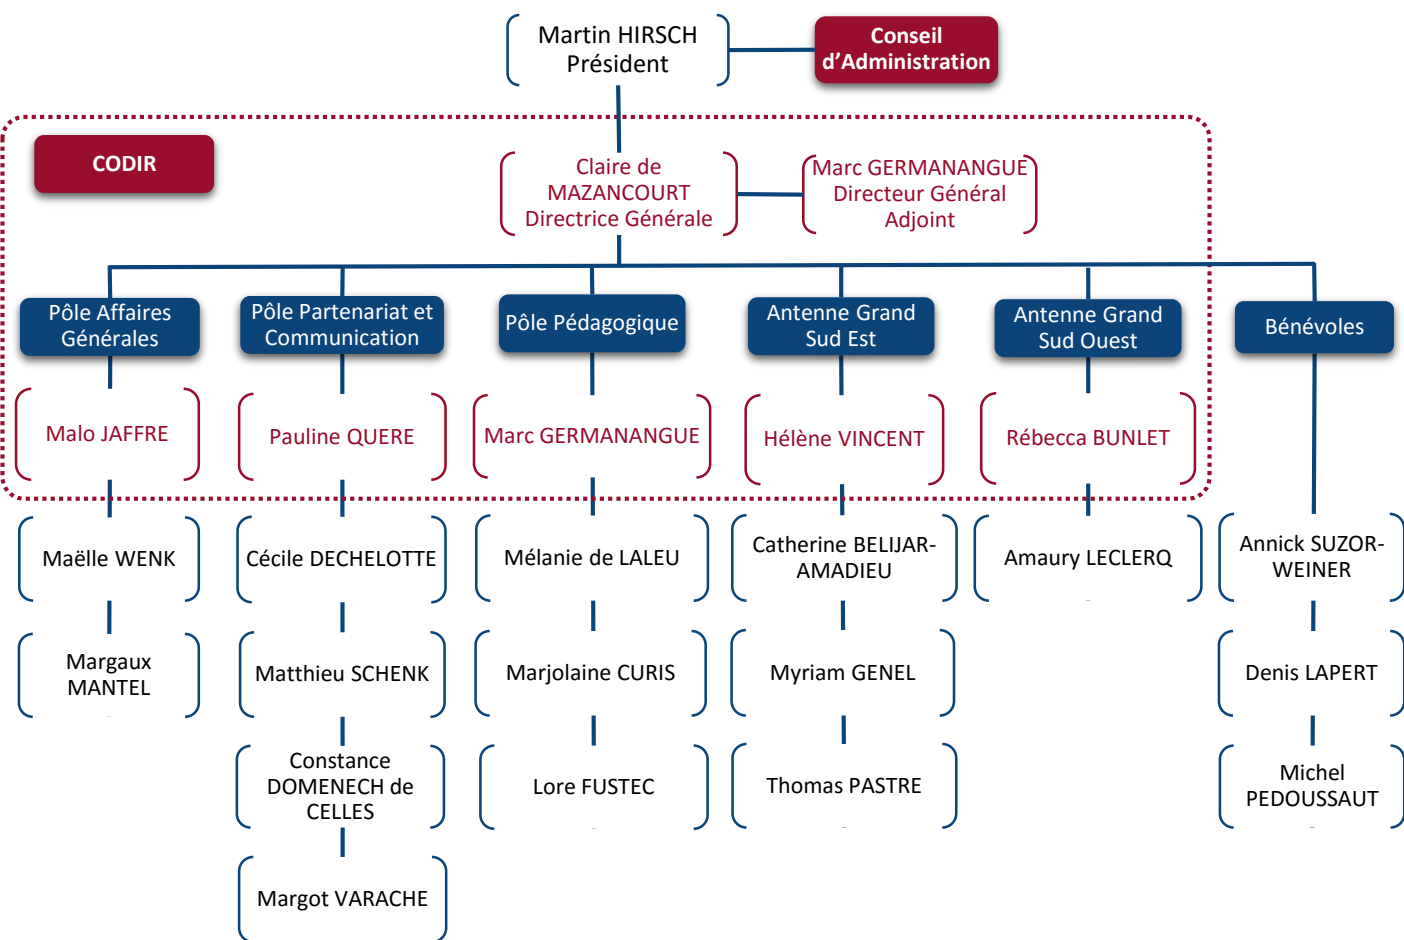 Martin HIRSCH
Président
Conseil
d'Administration
CODIR
Claire de
MAZANCOURT
Directrice Générale
Marc GERMANANGUE
Directeur Général
Adjoint
Pôle Affaires
Générales
Pôle Partenariat et
Communication
Pôle Pédagogique
Antenne Grand
Sud Est
Antenne Grand
Sud Ouest
Bénévoles
Malo JAFFRE
Pauline QUERE
Marc GERMANANGUE
Hélène VINCENT
Rébecca BUNLET
Maëlle WENK
Cécile DECHELOTTE
Mélanie de LALEU
Catherine BELIJAR-
AMADIEU
Amaury LECLERQ
Annick SUZOR-
WEINER
Margaux
MANTEL
Matthieu SCHENK
Marjolaine CURIS
Myriam GENEL
Denis LAPERT
Constance
DOMENECH de
CELLES
Lore FUSTEC
Thomas PASTRE
Michel
PEDOUSSAUT
Margot VARACHE